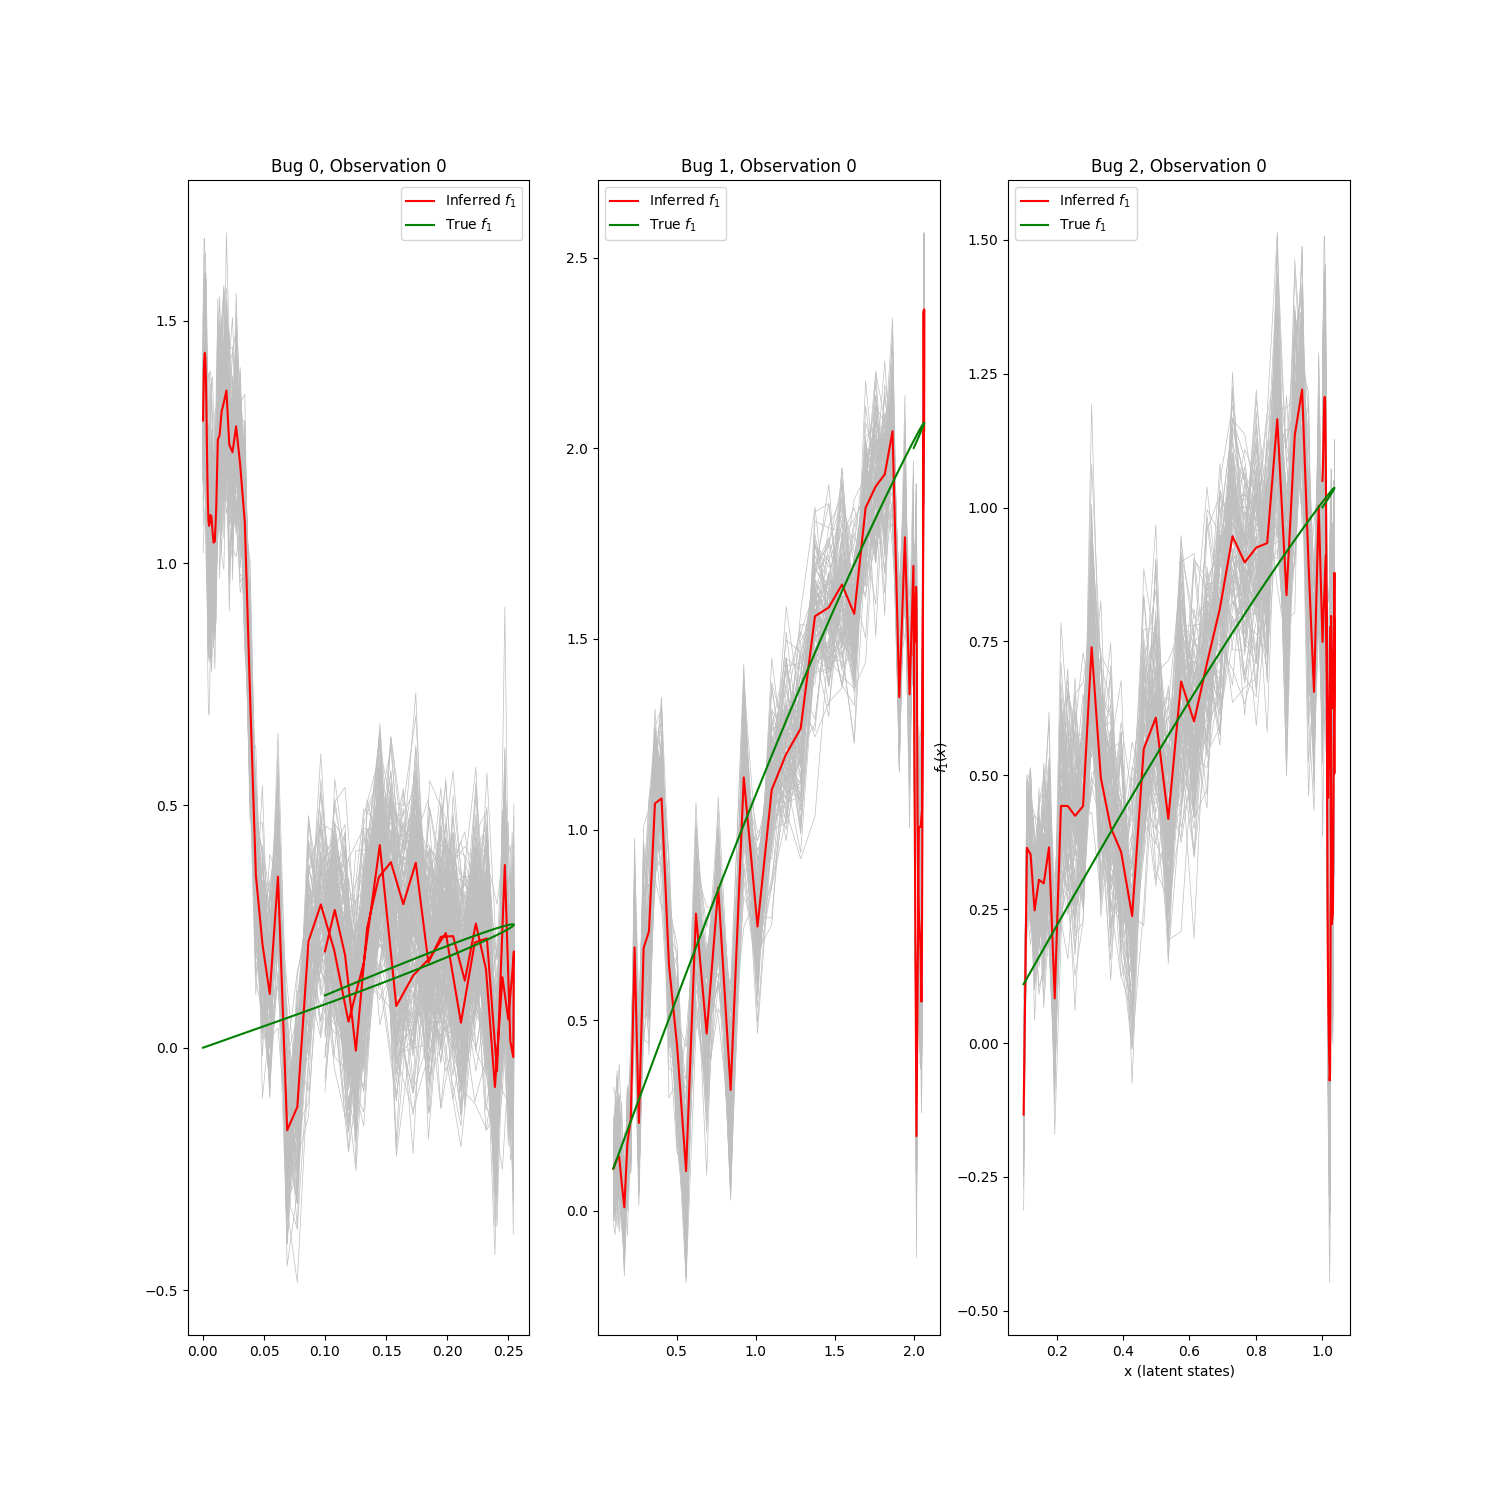 Bug 0, Observation 0
Inferred f₁
True f₁
1.5
1.0
0.5
0.0
−0.5
0.00 0.05 0.10 0.15 0.20 0.25
Bug 1, Observation 0
Inferred f₁
True f₁
2.5
2.0
1.5
1.0
0.5
0.0
0.5 1.0 1.5 2.0
Bug 2, Observation 0
Inferred f₁
True f₁
f₁(x)
1.50
1.25
1.00
0.75
0.50
0.25
0.00
−0.25
−0.50
0.2 0.4 0.6 0.8 1.0
x (latent states)